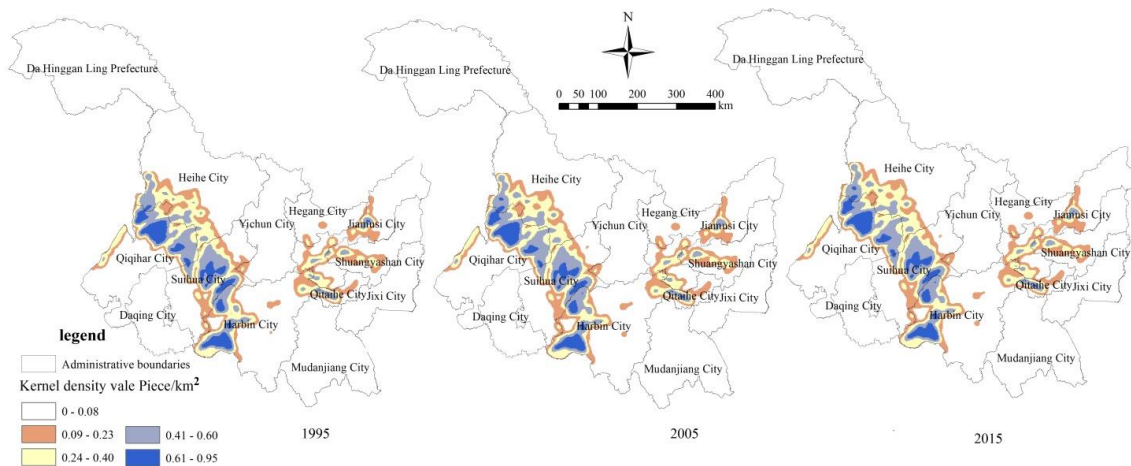 N
0 50 100 200 300 400
km
Da Hinggan Ling Prefecture
Heihe City
Hegang City
Yichun City
Jiamusi City
Qiqihar City
Shuangyashan City
Suihua City
Qitaihe City
Jixi City
Daqing City
Harbin City
Mudanjiang City
1995
Da Hinggan Ling Prefecture
Heihe City
Hegang City
Yichun City
Jiamusi City
Qiqihar City
Shuangyashan City
Suihua City
Qitaihe City
Jixi City
Daqing City
Harbin City
Mudanjiang City
2005
Da Hinggan Ling Prefecture
Heihe City
Hegang City
Yichun City
Jiamusi City
Qiqihar City
Shuangyashan City
Suihua City
Qitaihe City
Jixi City
Daqing City
Harbin City
Mudanjiang City
2015
legend
Administrative boundaries
Kernel density vale Piece/km²
0 - 0.08
0.09 - 0.23
0.41 - 0.60
0.24 - 0.40
0.61 - 0.95